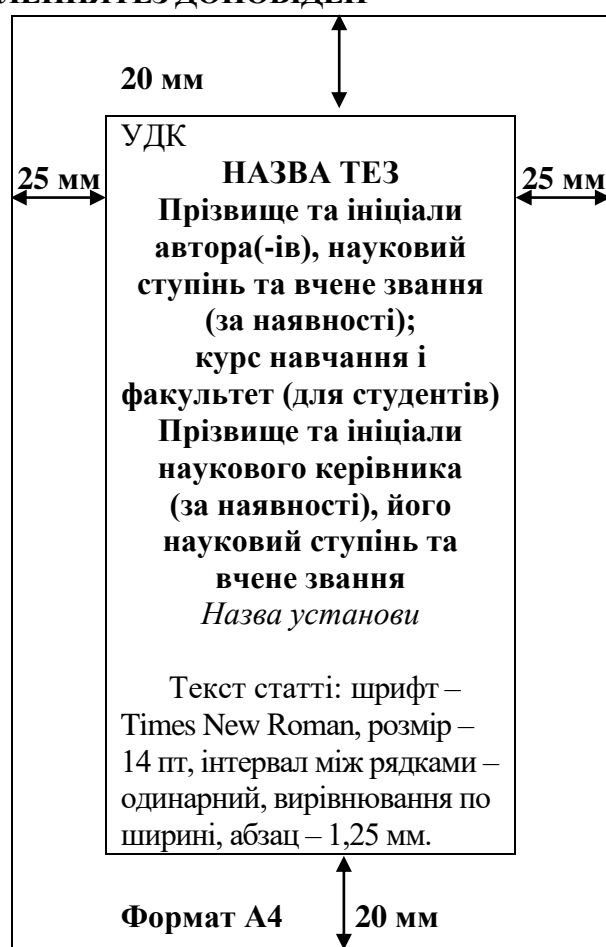 20 мм
УДК
25 мм
НАЗВА ТЕЗ
25 мм
Прізвище та ініціали
автора(-ів), науковий
ступінь та вчене звання
(за наявності);
курс навчання і
факультет (для студентів)
Прізвище та ініціали
наукового керівника
(за наявності), його
науковий ступінь та
вчене звання
Назва установи
Текст статті: шрифт –
Times New Roman, розмір –
14 пт, інтервал між рядками –
одинарний, вирівнювання по
ширині, абзац – 1,25 мм.
Формат А4
20 мм